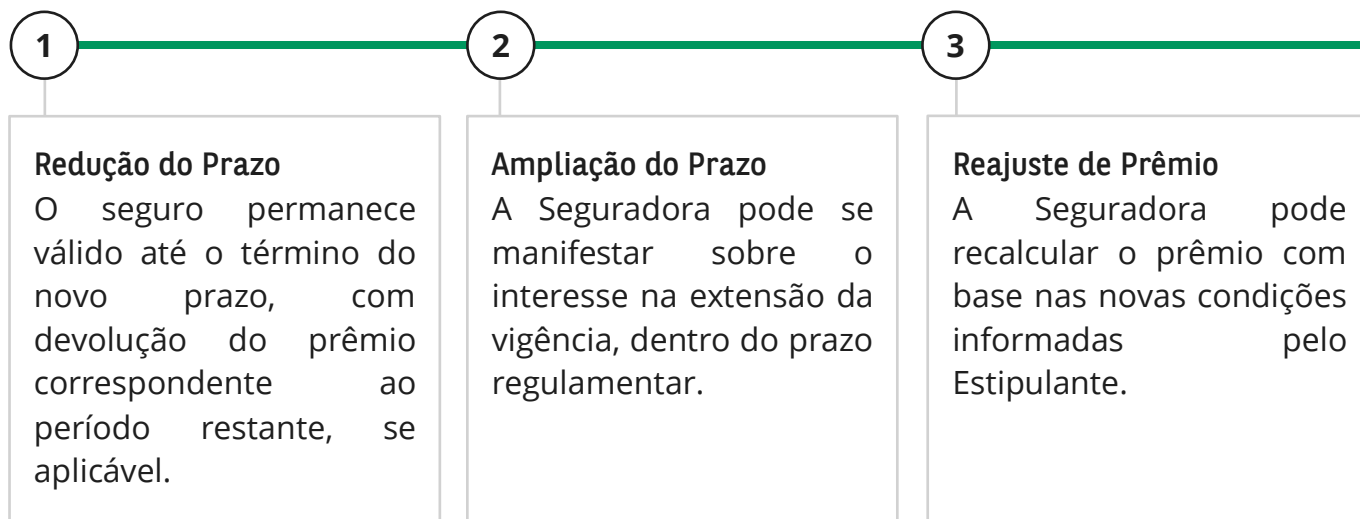 1
2
3
Redução do Prazo
O seguro permanece
válido até o término do
novo prazo, com
devolução do prêmio
correspondente ao
período restante, se
aplicável.
Ampliação do Prazo
A Seguradora pode se
manifestar sobre o
interesse na extensão da
vigência, dentro do prazo
regulamentar.
Reajuste de Prêmio
A Seguradora pode
recalcular o prêmio com
base nas novas condições
informadas pelo
Estipulante.